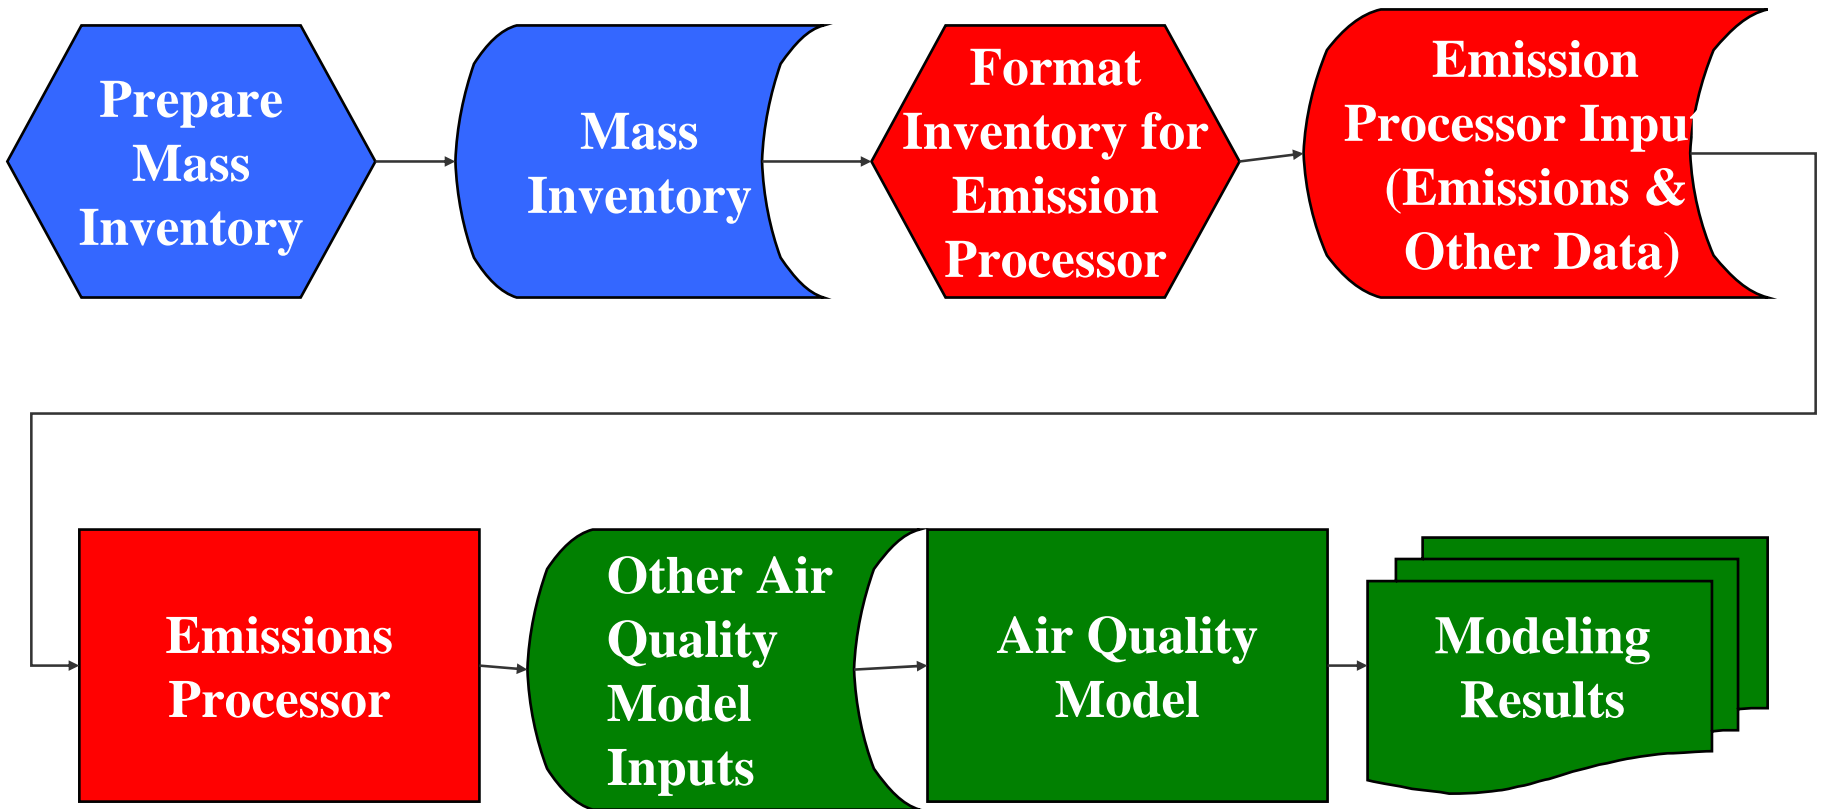 Prepare
Mass
Inventory
Mass
Inventory
Format
Inventory for
Emission
Processor
Emission
Processor Input
(Emissions &
Other Data)
Emissions
Processor
Other Air
Quality
Model
Inputs
Air Quality
Model
Modeling
Results